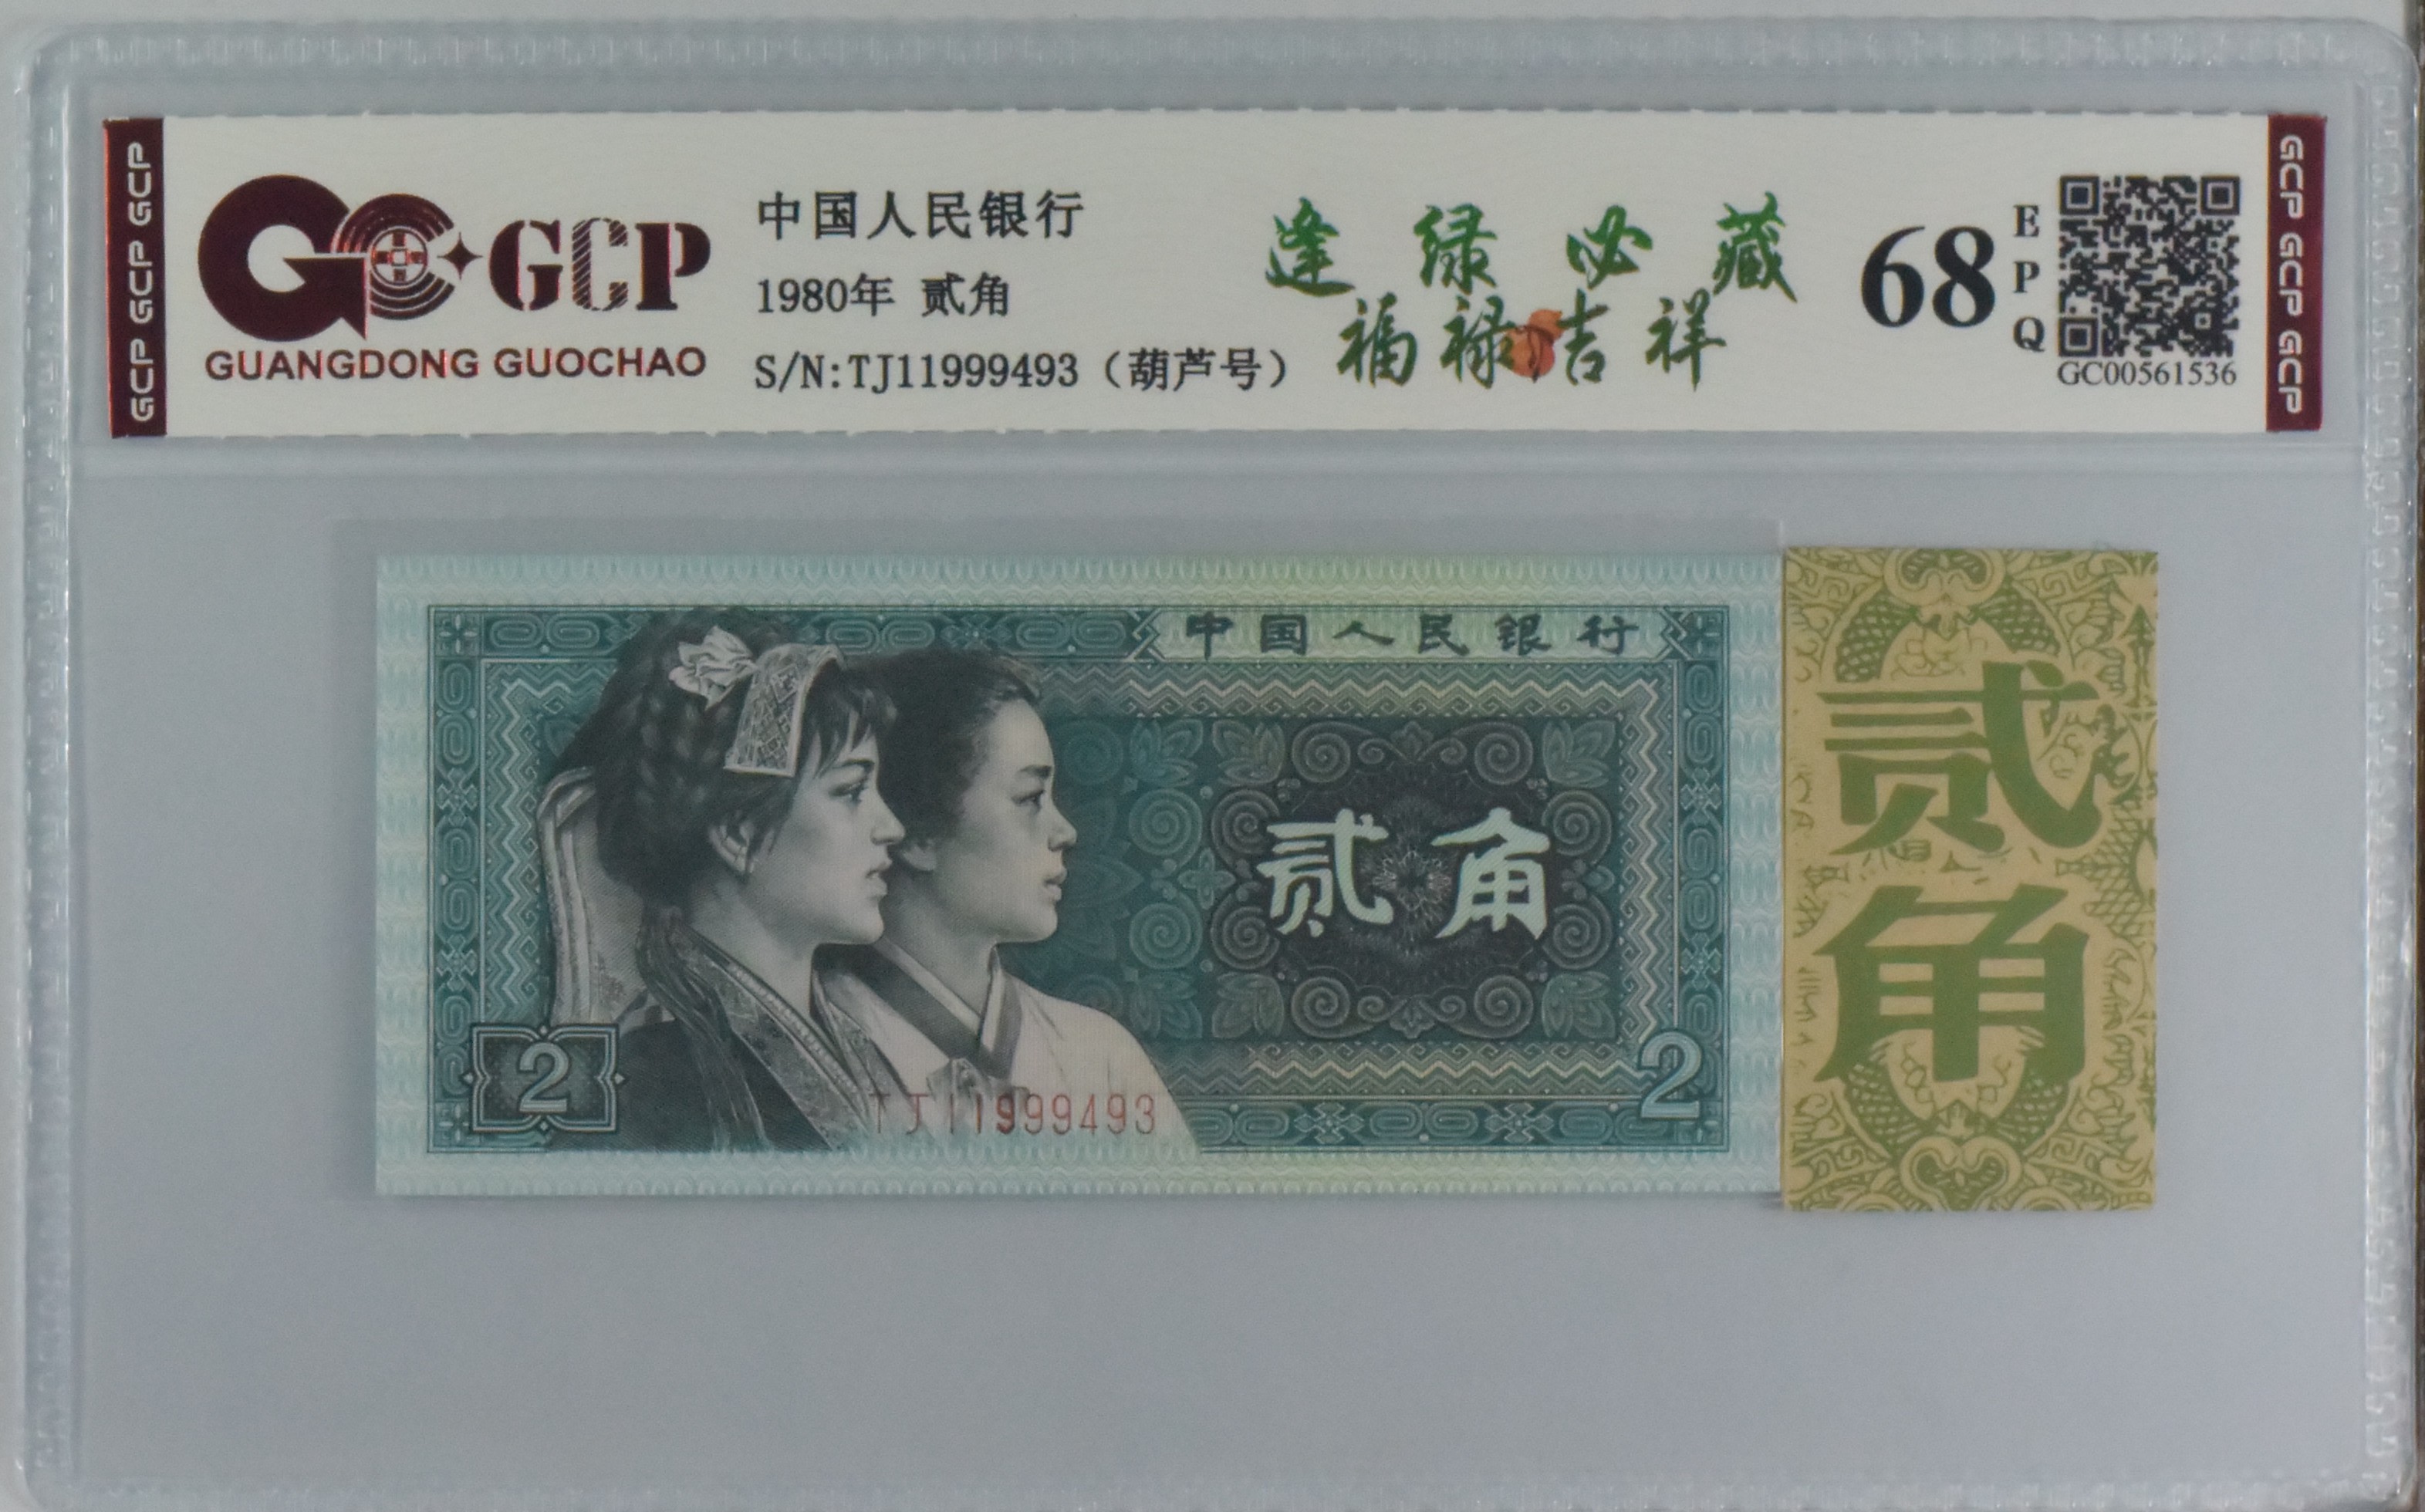 GCP GCP GCP
GC GCP
GUANGDONG GUOCHAO
中国人民银行
1980年 贰角
S/N:TJ11999493（葫芦号）
逢绿必藏
福禄吉祥
68
EPQ
GC00561536
GCP GCP GCP
中国人民银行
贰角
2
2
TJ11999493
贰角